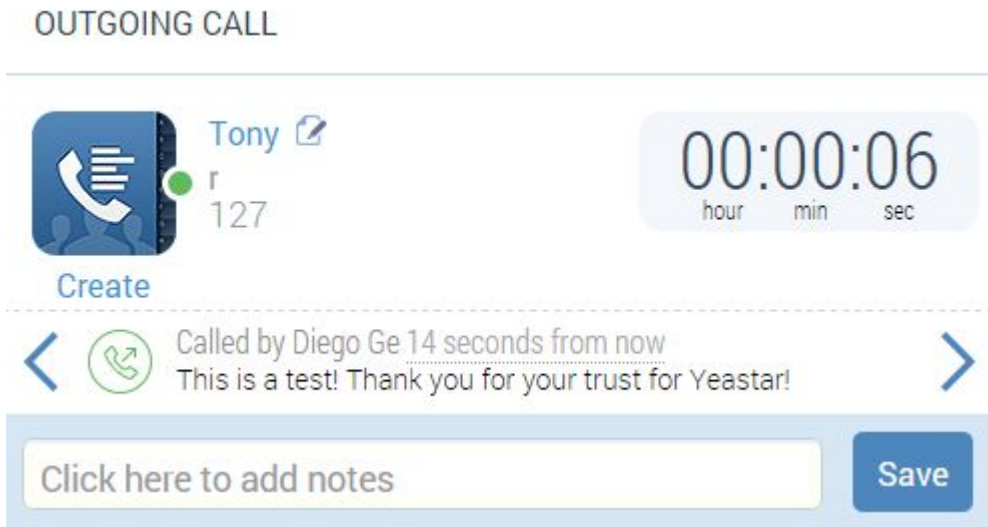 OUTGOING CALL
Tony
r
127
00:00:06
hour min sec
Create
Called by Diego Ge 14 seconds from now
This is a test! Thank you for your trust for Yeastar!
Click here to add notes
Save